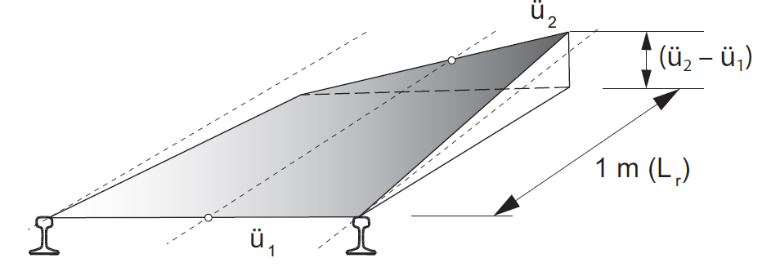 ü2
(ü2 – ü1)
1 m (Lr)
ü1